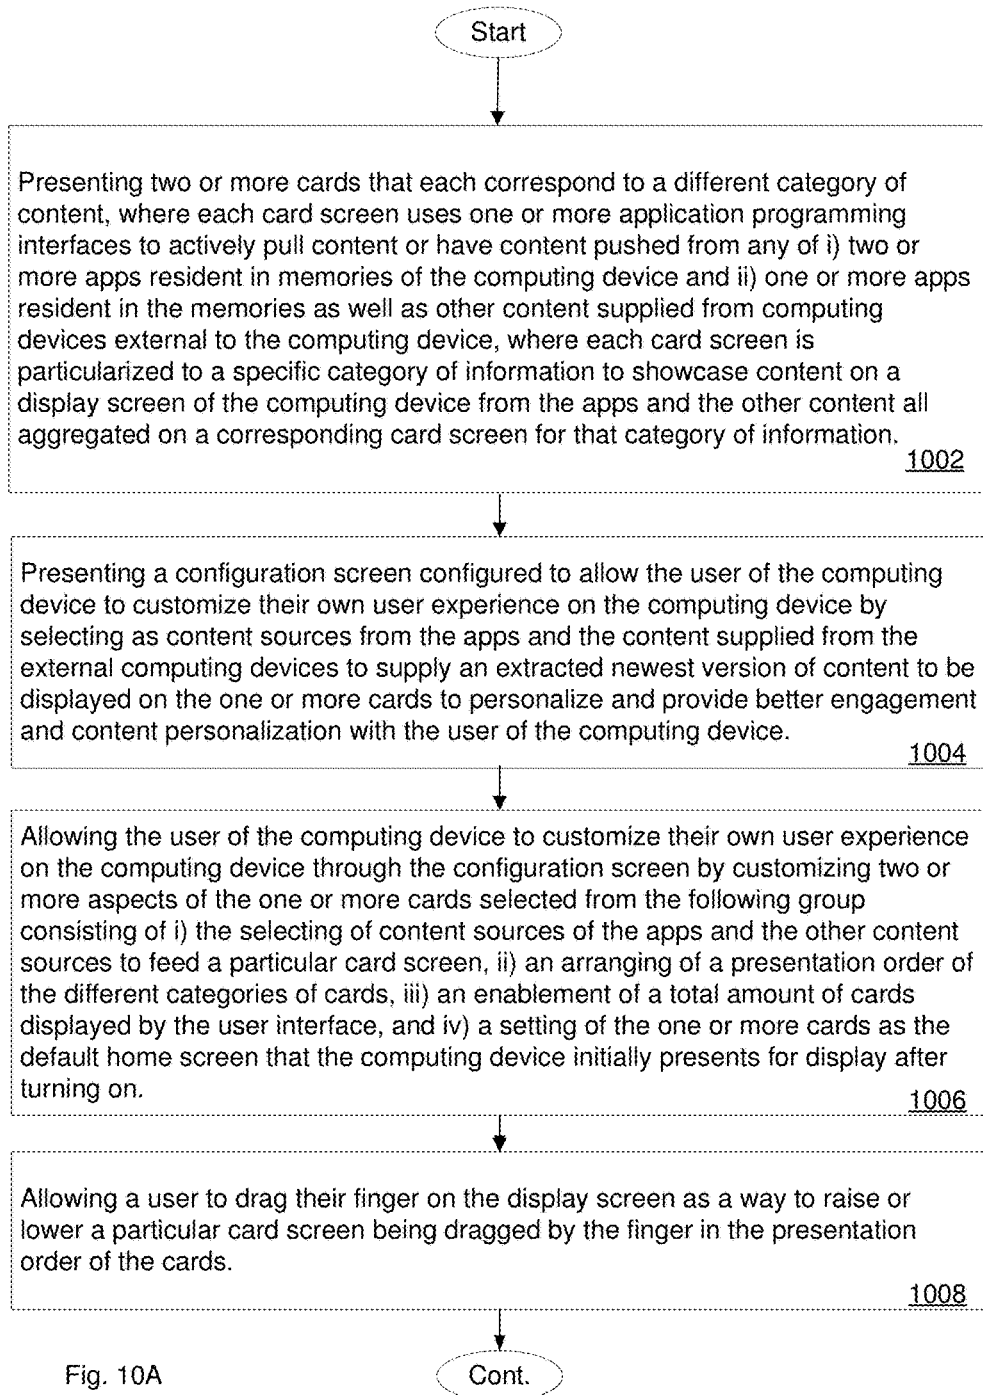 Start
Presenting two or more cards that each correspond to a different category of
content, where each card screen uses one or more application programming
interfaces to actively pull content or have content pushed from any of i) two
or more apps resident in memories of the computing device and ii) one or more apps
resident in the memories as well as other content supplied from computing
devices external to the computing device, where each card screen is
particularized to a specific category of information to showcase content on a
display screen of the computing device from the apps and the other content all
aggregated on a corresponding card screen for that category of information.
1002
Presenting a configuration screen configured to allow the user of the computing
device to customize their own user experience on the computing device by
selecting as content sources from the apps and the content supplied from the
external computing devices to supply an extracted newest version of content to be
displayed on the one or more cards to personalize and provide better engagement
and content personalization with the user of the computing device.
1004
Allowing the user of the computing device to customize their own user experience
on the computing device through the configuration screen by customizing two or
more aspects of the one or more cards selected from the following group
consisting of i) the selecting of content sources of the apps and the other content
sources to feed a particular card screen, ii) an arranging of a presentation order of
the different categories of cards, iii) an enablement of a total amount of cards
displayed by the user interface, and iv) a setting of the one or more cards as the
default home screen that the computing device initially presents for display after
turning on.
1006
Allowing a user to drag their finger on the display screen as a way to raise or
lower a particular card screen being dragged by the finger in the presentation
order of the cards.
1008
Fig. 10A
Cont.